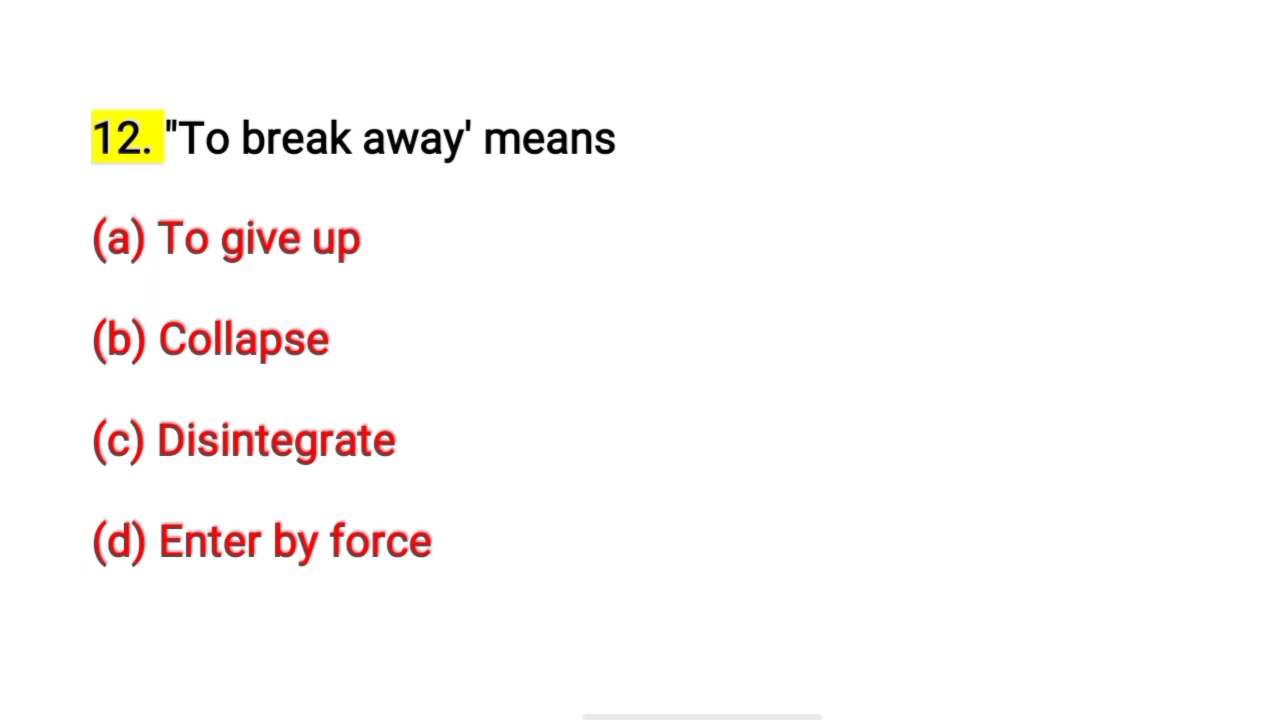 12. "To break away' means
(a) To give up
(b) Collapse
(c) Disintegrate
(d) Enter by force